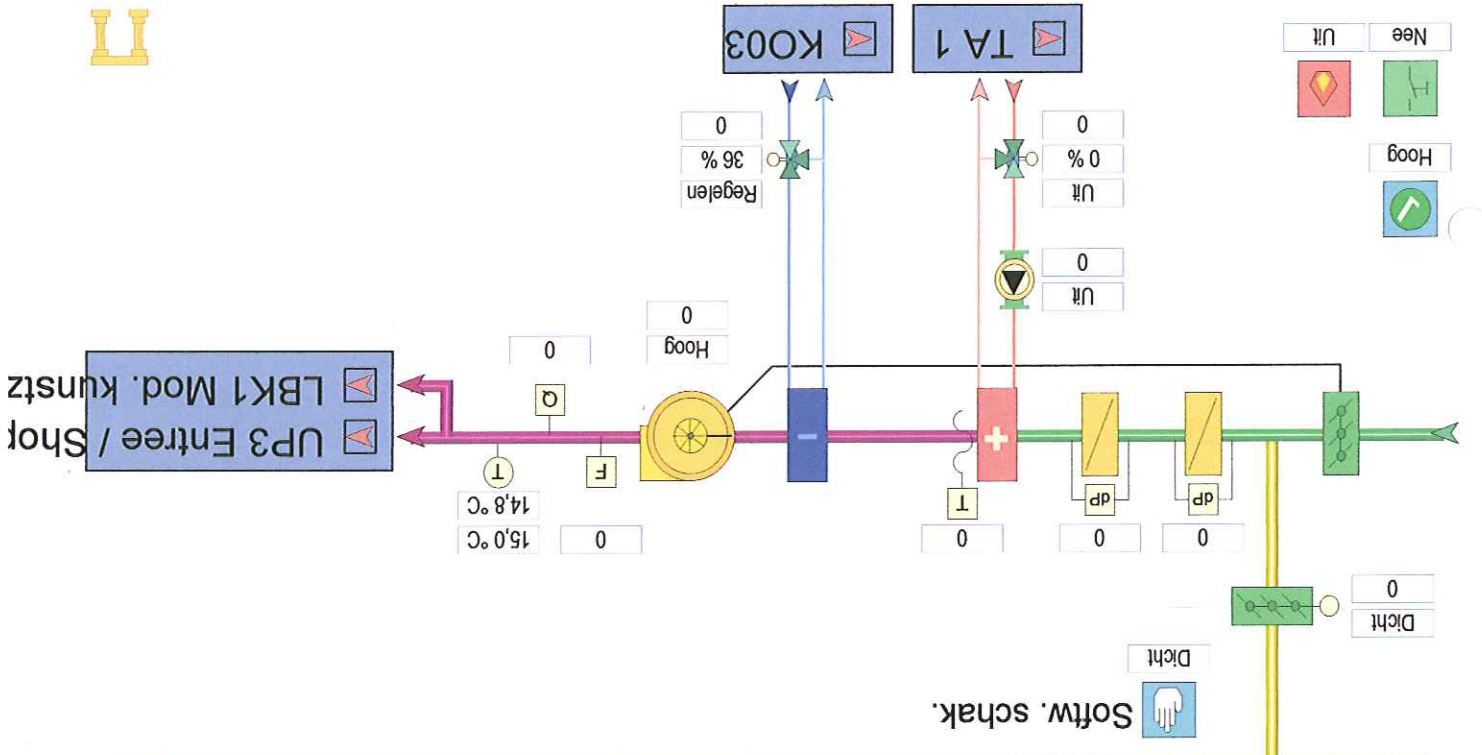 Softw. schak.
Dicht
Dicht
0
0
0
0
0
15,0 °C
14,8 °C
dP
dP
T
F
T
UP3 Entree / Shop
LBK1 Mod. kunstz
+
-
Q
0
Hoog
0
Uit
0
Uit
0 %
0
Regelen
36 %
0
Hoog
Nee
Uit
TA 1
KO03